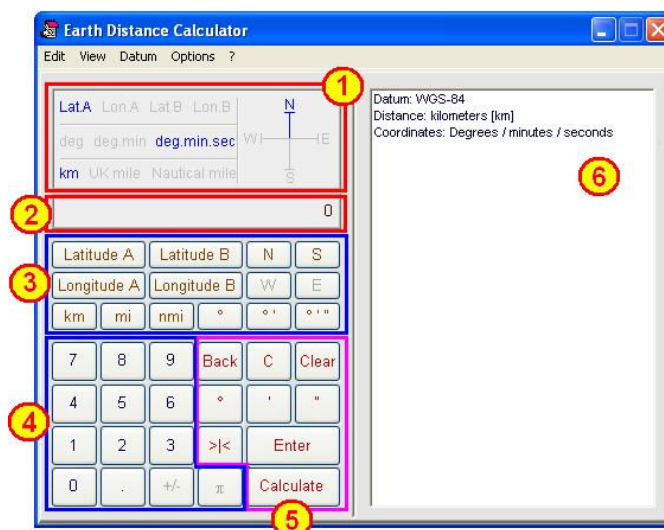 Earth Distance Calculator
Edit View Datum Options ?
1
Lat.A Lon.A Lat.B Lon.B N
deg deg.min deg.min.sec W E
km UK mile Nautical mile S
2
0
3
Latitude A Latitude B N S
Longitude A Longitude B W E
km mi nmi ° ° ' ° ' "
4
7 8 9 Back C Clear
4 5 6 ° ' "
1 2 3 >|< Enter
0 . +/- π Calculate
5
Datum: WGS-84
Distance: kilometers [km]
Coordinates: Degrees / minutes / seconds
6